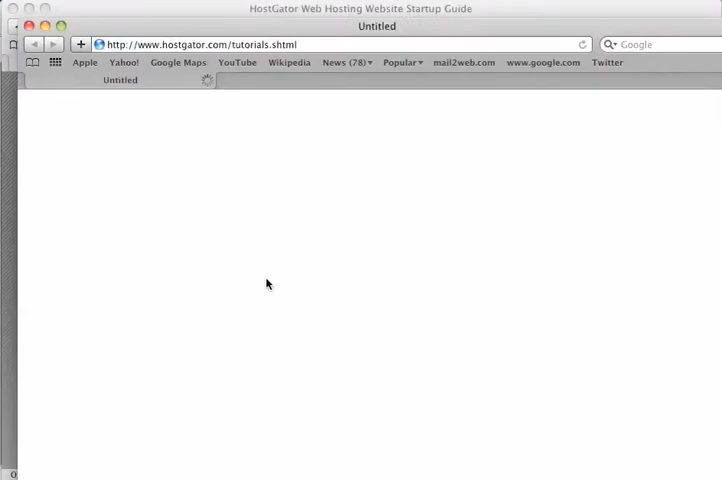 HostGator Web Hosting Website Startup Guide
Untitled
http://www.hostgator.com/tutorials.shtml
Google
Apple Yahoo! Google Maps YouTube Wikipedia News (78) Popular mail2web.com www.google.com Twitter
Untitled